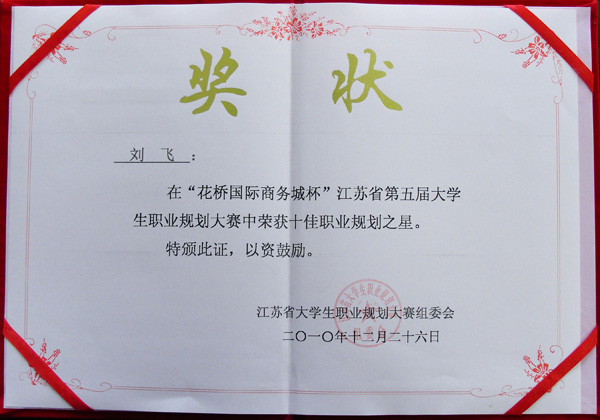 奖 状
刘 飞 :
在“花桥国际商务城杯”江苏省第五届大学
生职业规划大赛中荣获十佳职业规划之星。
特颁此证，以资鼓励。
江苏省大学生职业规划大赛组委会
二〇一〇年十二月二十六日